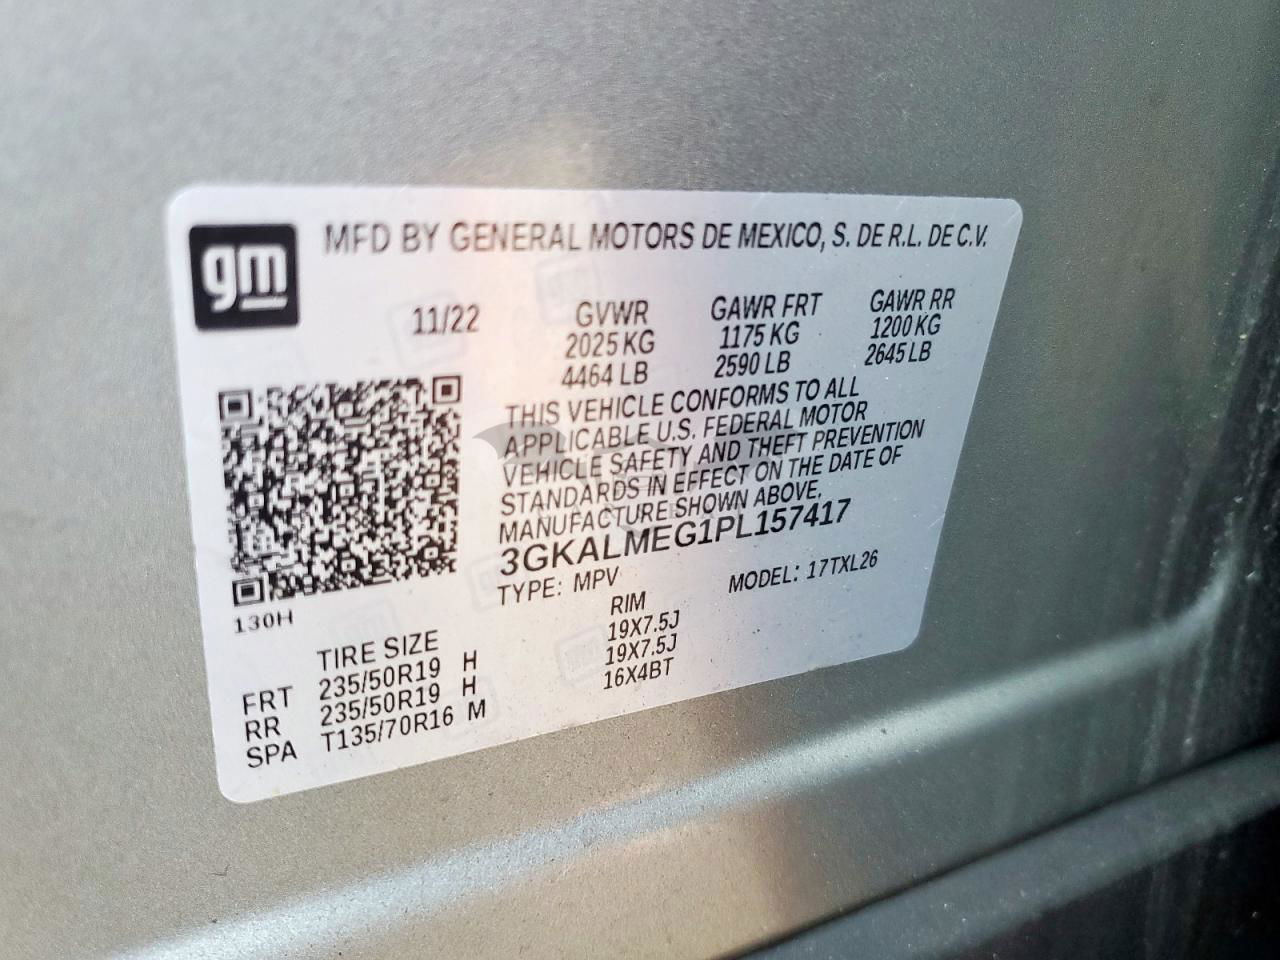 gm MFD BY GENERAL MOTORS DE MEXICO, S. DE R.L. DE C.V.
11/22 GVWR GAWR FRT GAWR RR
2025 KG 1175 KG 1200 KG
4464 LB 2590 LB 2645 LB
THIS VEHICLE CONFORMS TO ALL
APPLICABLE U.S. FEDERAL MOTOR
VEHICLE SAFETY AND THEFT PREVENTION
STANDARDS IN EFFECT ON THE DATE OF
MANUFACTURE SHOWN ABOVE.
3GKALMEG1PL157417
TYPE: MPV MODEL: 17TXL26
130H
TIRE SIZE RIM
FRT 235/50R19 H 19X7.5J
RR 235/50R19 H 19X7.5J
SPA T135/70R16 M 16X4BT